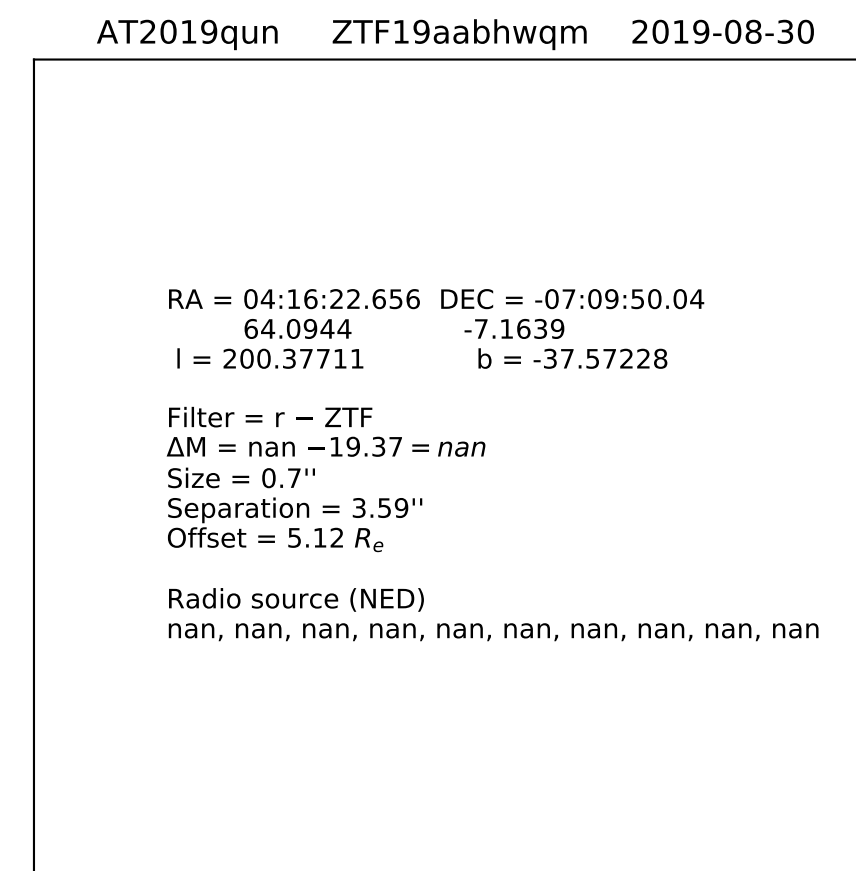 AT2019qun ZTF19aabhwqm 2019-08-30
RA = 04:16:22.656 DEC = -07:09:50.04
64.0944 -7.1639
l = 200.37711 b = -37.57228
Filter = r − ZTF
ΔM = nan −19.37 = nan
Size = 0.7''
Separation = 3.59''
Offset = 5.12 Re
Radio source (NED)
nan, nan, nan, nan, nan, nan, nan, nan, nan, nan